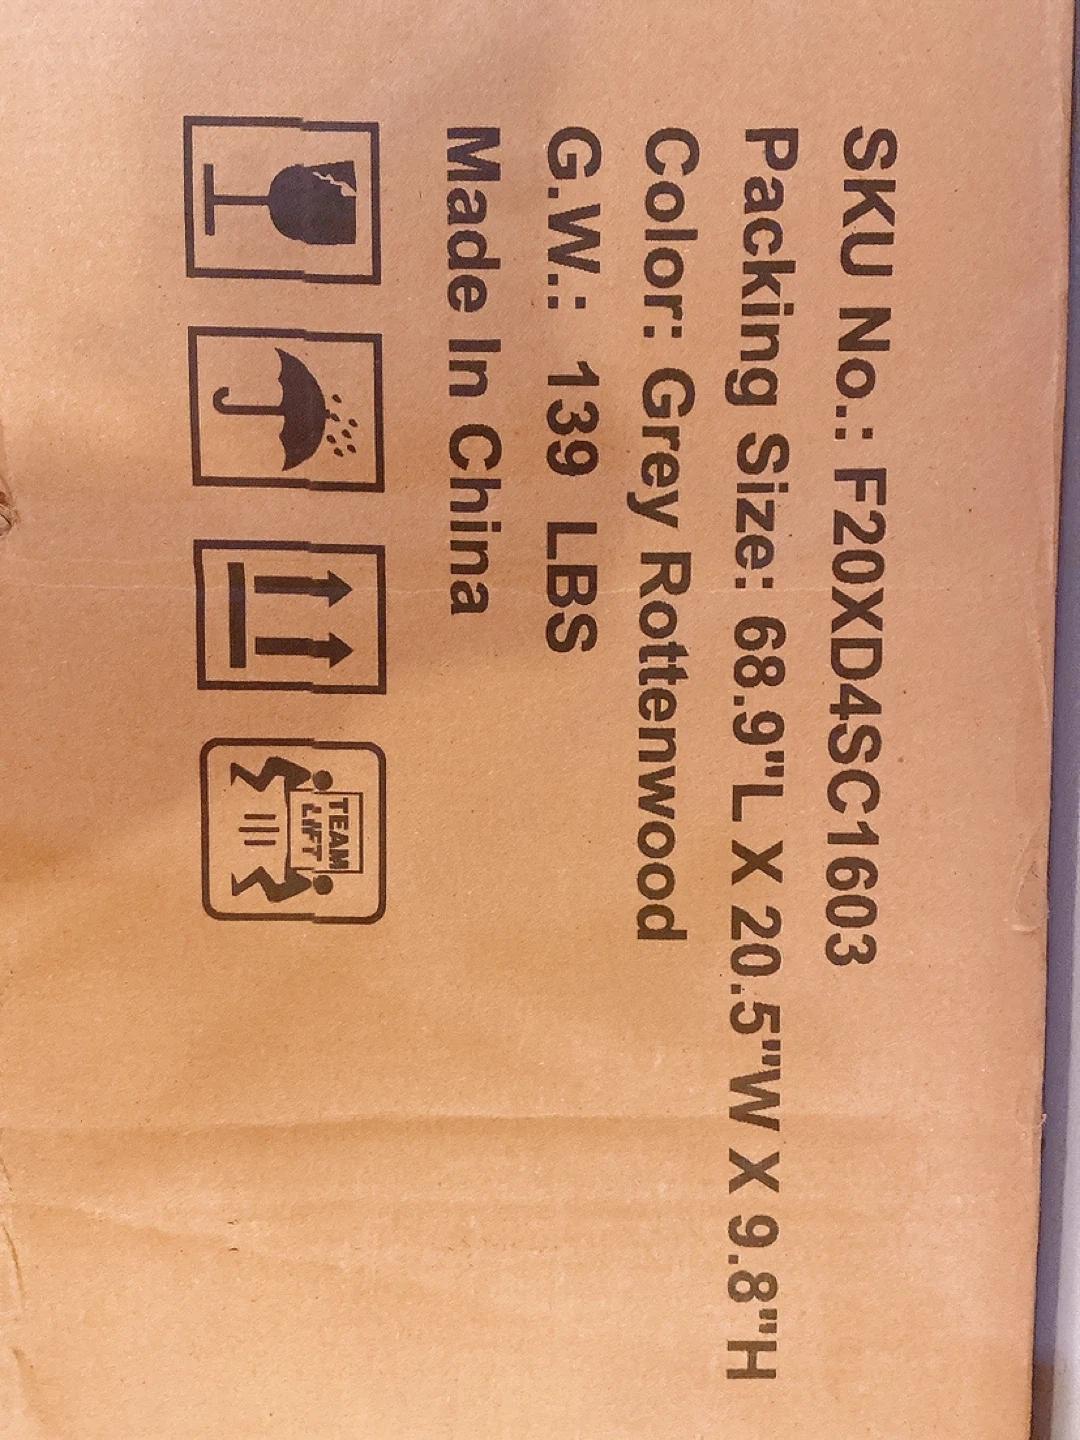 SKU No.: F20XD4SC1603
Packing Size: 68.9"L X 20.5"W X 9.8"H
Color: Grey Rottenwood
G.W.: 139 LBS
Made In China
TEAM
LIFT